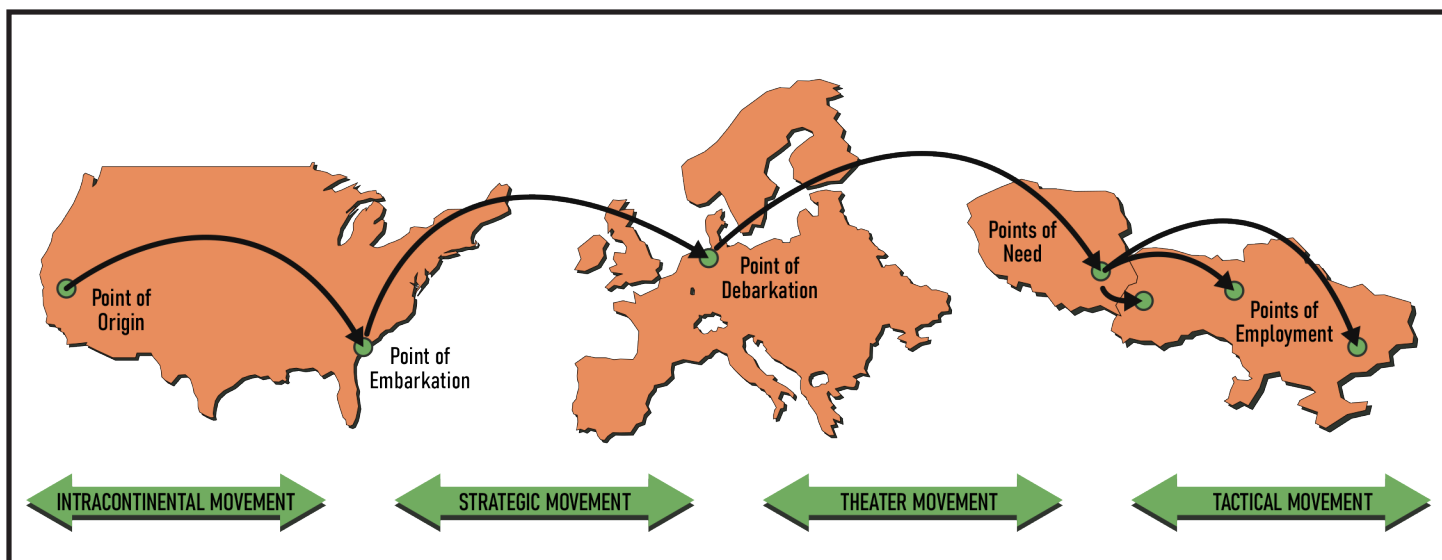 Point of
Origin
Point of
Embarkation
Point of
Debarkation
Points of
Need
Points of
Employment
INTRACONTINENTAL MOVEMENT
STRATEGIC MOVEMENT
THEATER MOVEMENT
TACTICAL MOVEMENT